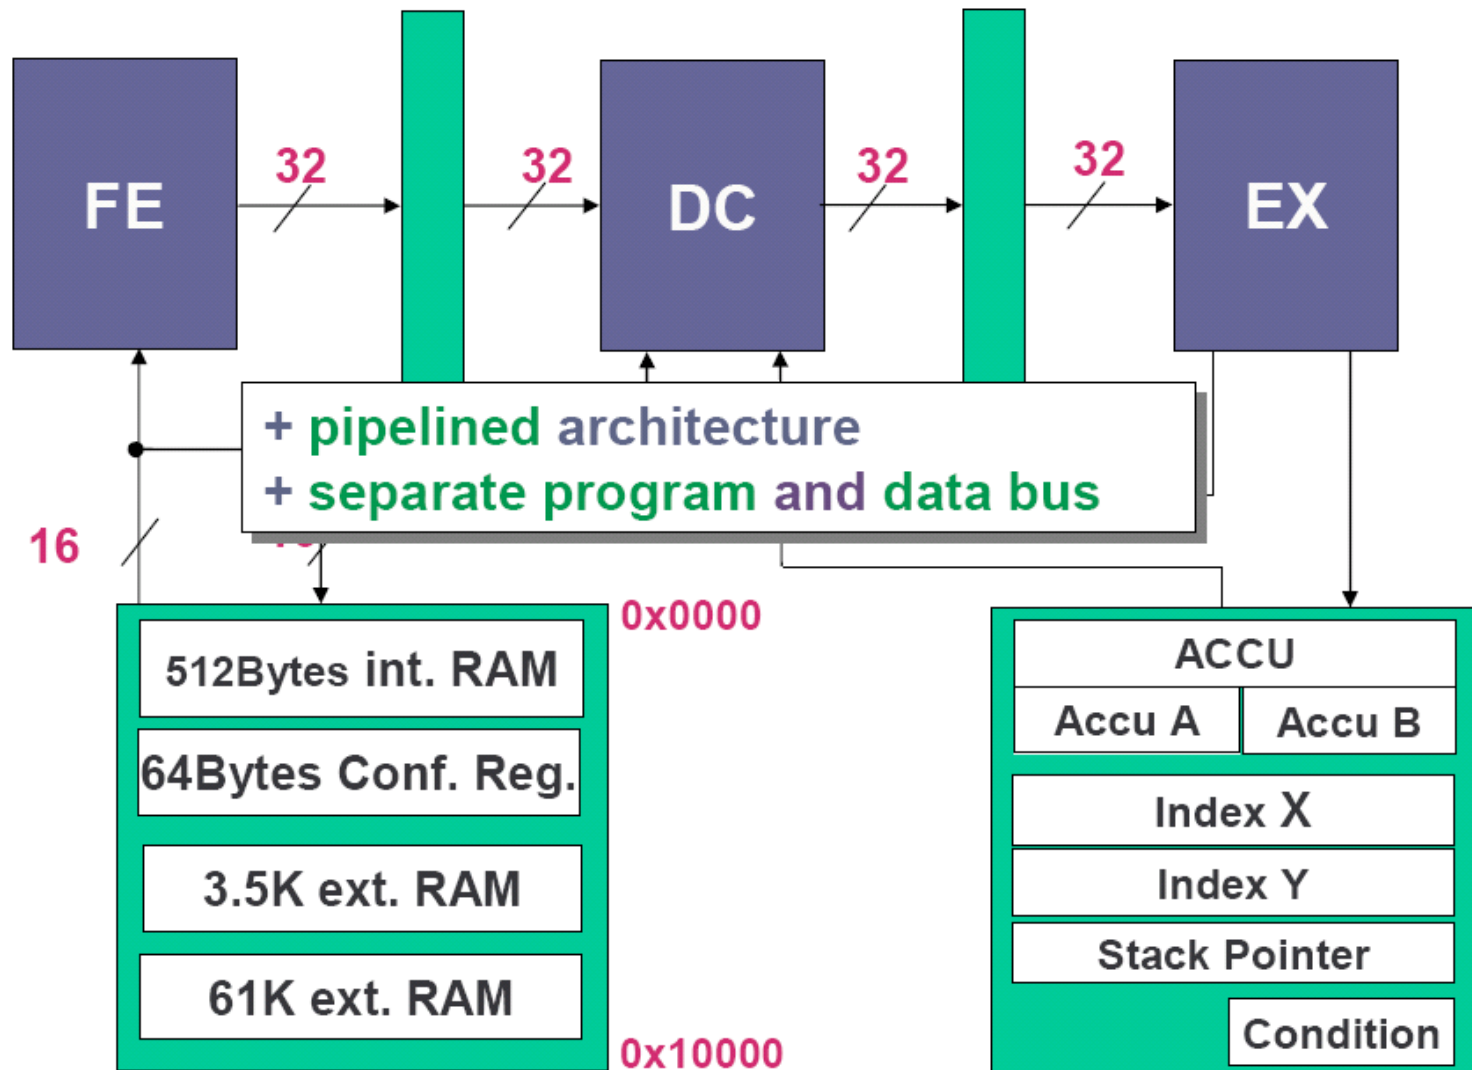 32
32
32
32
FE
DC
EX
+ pipelined architecture
+ separate program and data bus
16
0x0000
512Bytes int. RAM
64Bytes Conf. Reg.
3.5K ext. RAM
61K ext. RAM
0x10000
ACCU
Accu A
Accu B
Index X
Index Y
Stack Pointer
Condition